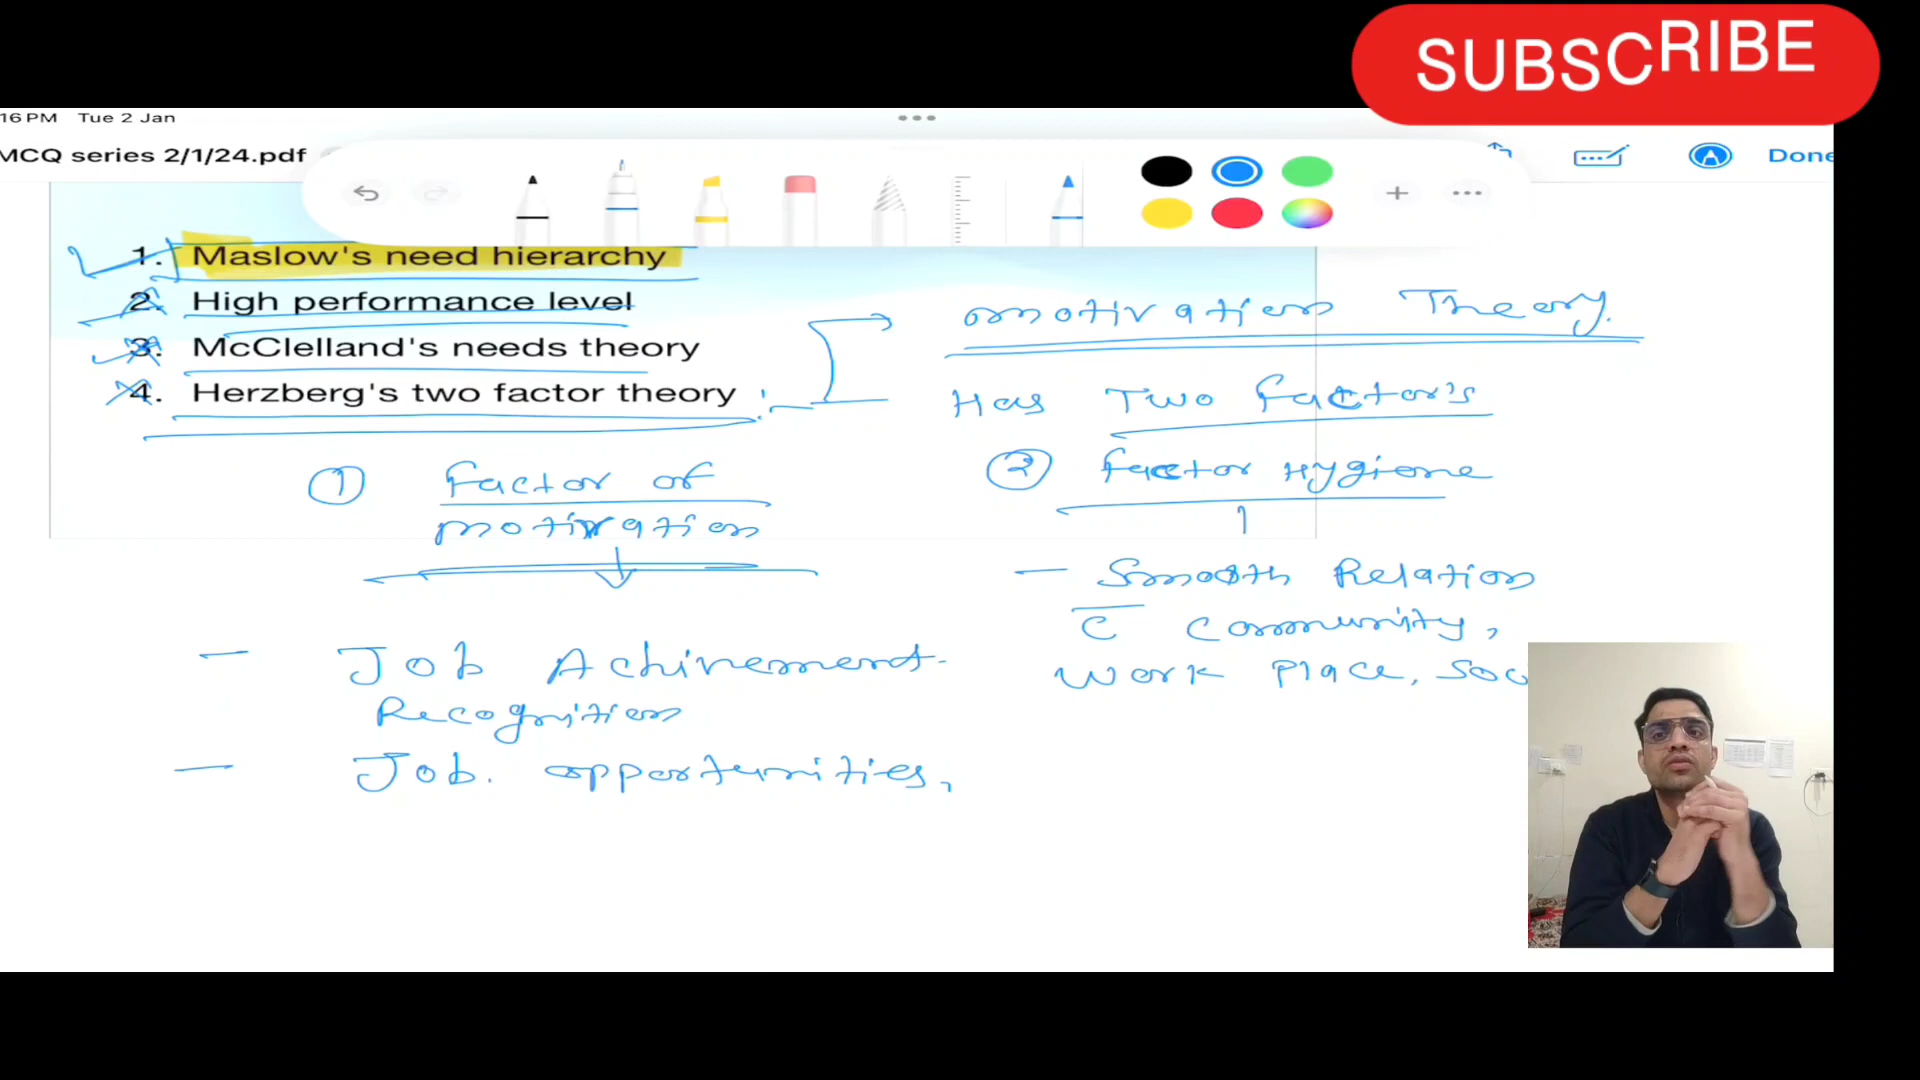 SUBSCRIBE
16 PM Tue 2 Jan
MCQ series 2/1/24.pdf
Done
1. Maslow's need hierarchy
2. High performance level
3. McClelland's needs theory
4. Herzberg's two factor theory
motivation Theory.
Has Two factor's
① factor of
motivation
② factor Hygiene
- Smooth Relation
c̅ community,
work place, soc
- Job Achivement.
Recognition
- Job. opportunities,